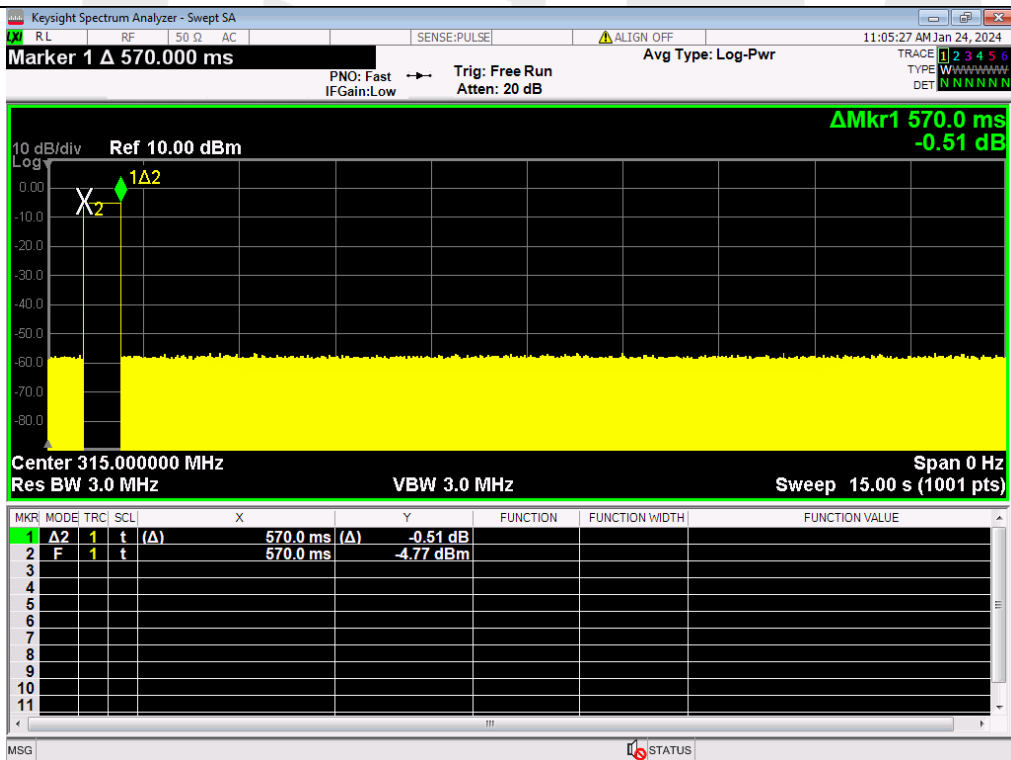 Keysight Spectrum Analyzer - Swept SA
LXI RL RF 50 Ω AC SENSE:PULSE ALIGN OFF 11:05:27 AM Jan 24, 2024
Marker 1 Δ 570.000 ms
PNO: Fast
IFGain:Low
Trig: Free Run
Atten: 20 dB
Avg Type: Log-Pwr
TRACE 1 2 3 4 5 6
TYPE WWWWWWW
DET N N N N N N
ΔMkr1 570.0 ms
-0.51 dB
10 dB/div Ref 10.00 dBm
Log
0.00
-10.0
-20.0
-30.0
-40.0
-50.0
-60.0
-70.0
-80.0
1Δ2
X2
Center 315.000000 MHz Span 0 Hz
Res BW 3.0 MHz VBW 3.0 MHz Sweep 15.00 s (1001 pts)
MKR MODE TRC SCL X Y FUNCTION FUNCTION WIDTH FUNCTION VALUE
1 Δ2 1 t (Δ) 570.0 ms (Δ) -0.51 dB
2 F 1 t 570.0 ms -4.77 dBm
3
4
5
6
7
8
9
10
11
MSG STATUS